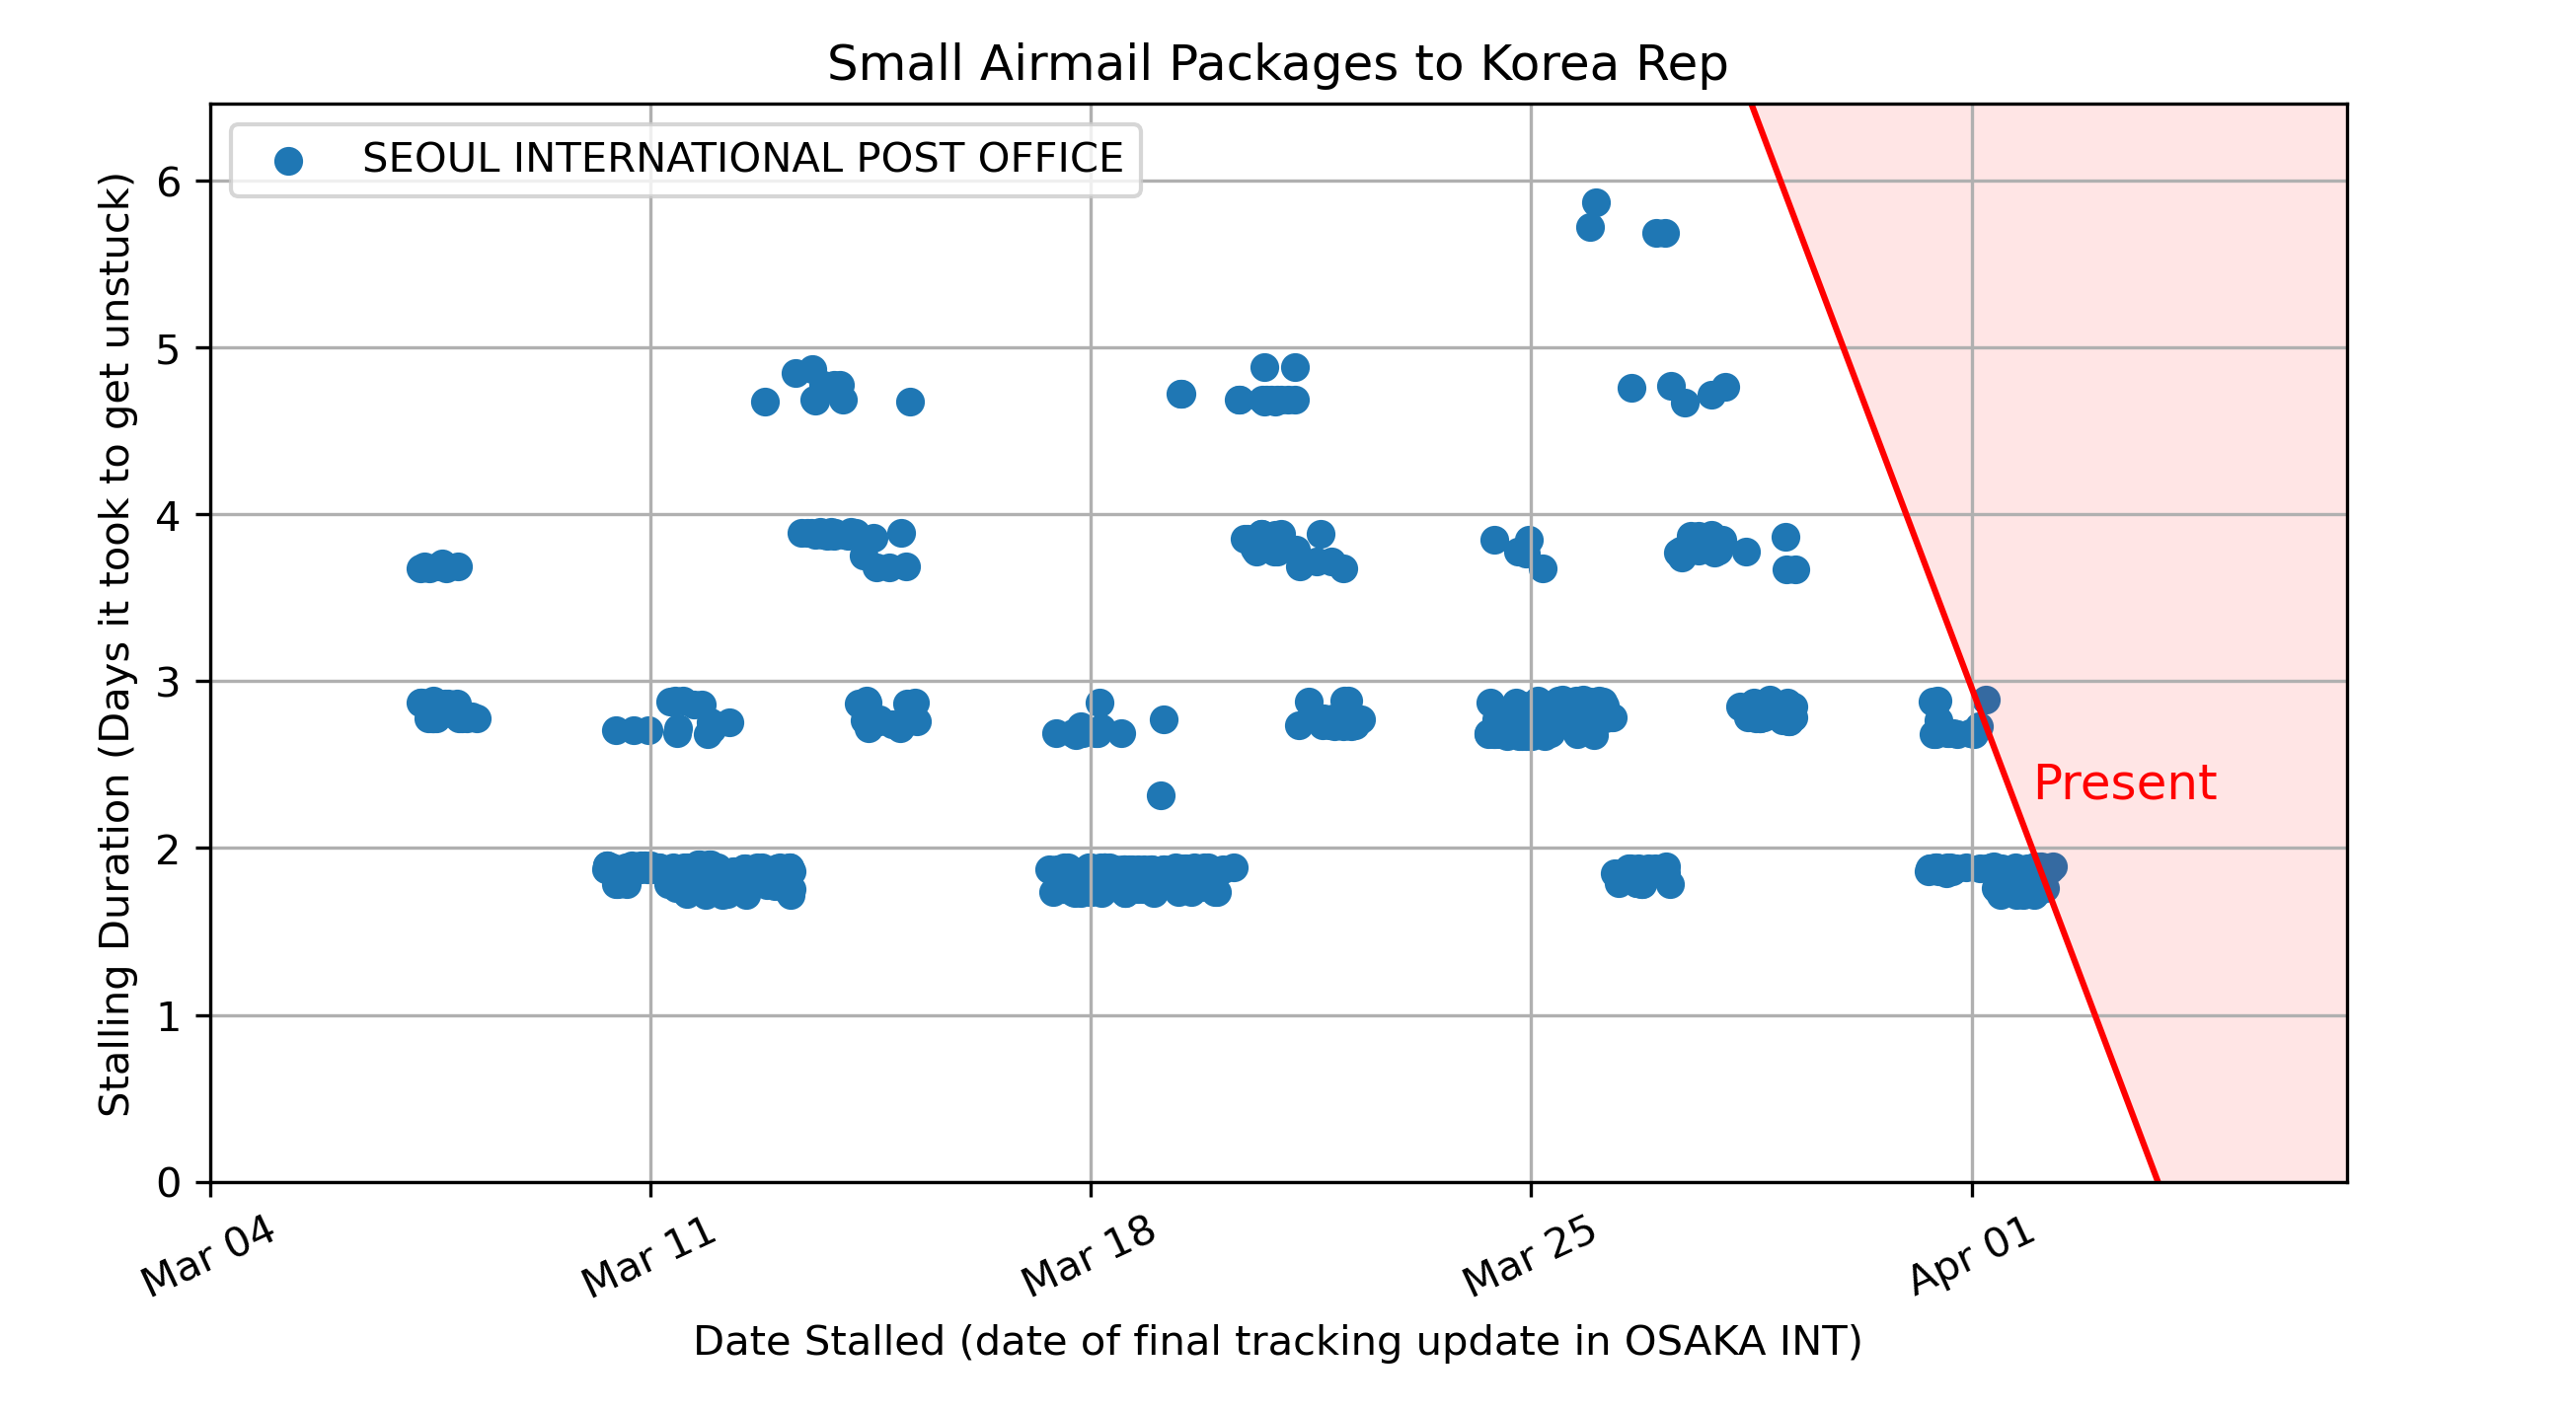 Small Airmail Packages to Korea Rep
SEOUL INTERNATIONAL POST OFFICE
Stalling Duration (Days it took to get unstuck)
6
5
4
3
2
1
0
Present
Mar 04
Mar 11
Mar 18
Mar 25
Apr 01
Date Stalled (date of final tracking update in OSAKA INT)